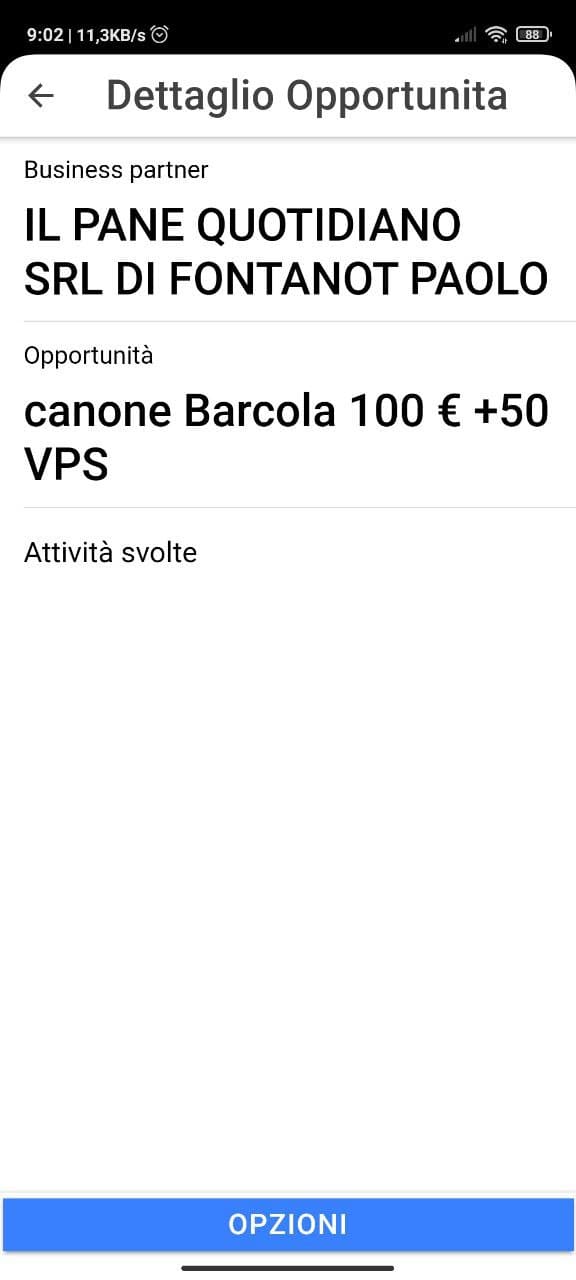 9:02 | 11,3KB/s
88
Dettaglio Opportunita
Business partner
IL PANE QUOTIDIANO
SRL DI FONTANOT PAOLO
Opportunità
canone Barcola 100 € +50
VPS
Attività svolte
OPZIONI